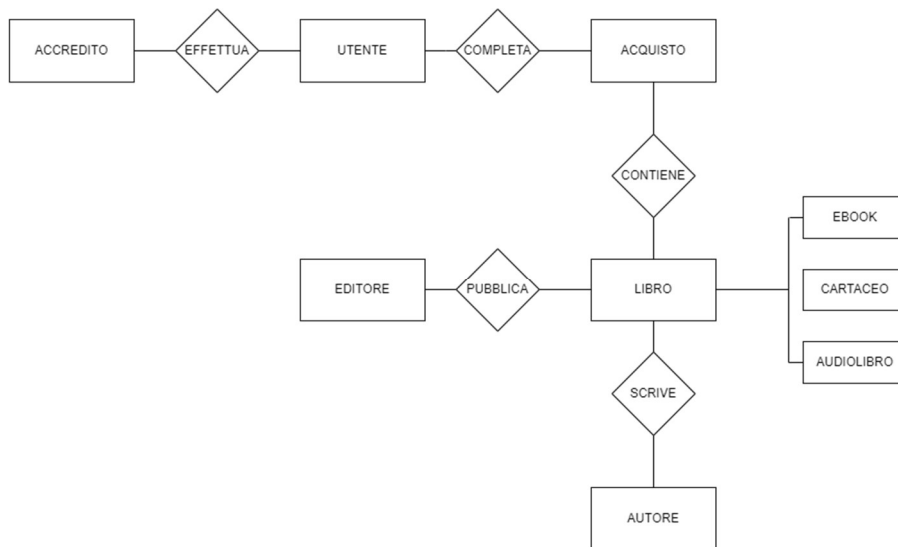 ACCREDITO
EFFETTUA
UTENTE
COMPLETA
ACQUISTO
CONTIENE
EBOOK
EDITORE
PUBBLICA
LIBRO
CARTACEO
AUDIOLIBRO
SCRIVE
AUTORE